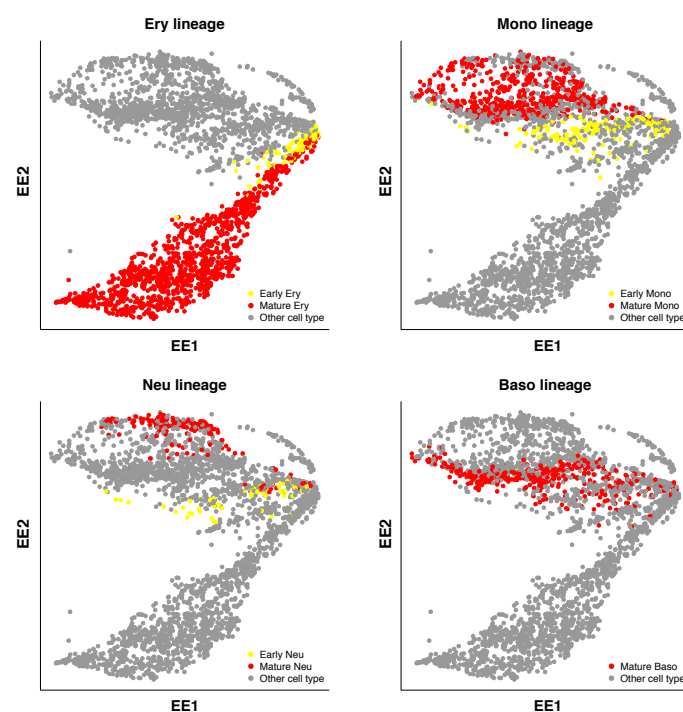 Ery lineage
EE2
Early Ery
Mature Ery
Other cell type
EE1
Mono lineage
EE2
Early Mono
Mature Mono
Other cell type
EE1
Neu lineage
EE2
Early Neu
Mature Neu
Other cell type
EE1
Baso lineage
EE2
Mature Baso
Other cell type
EE1